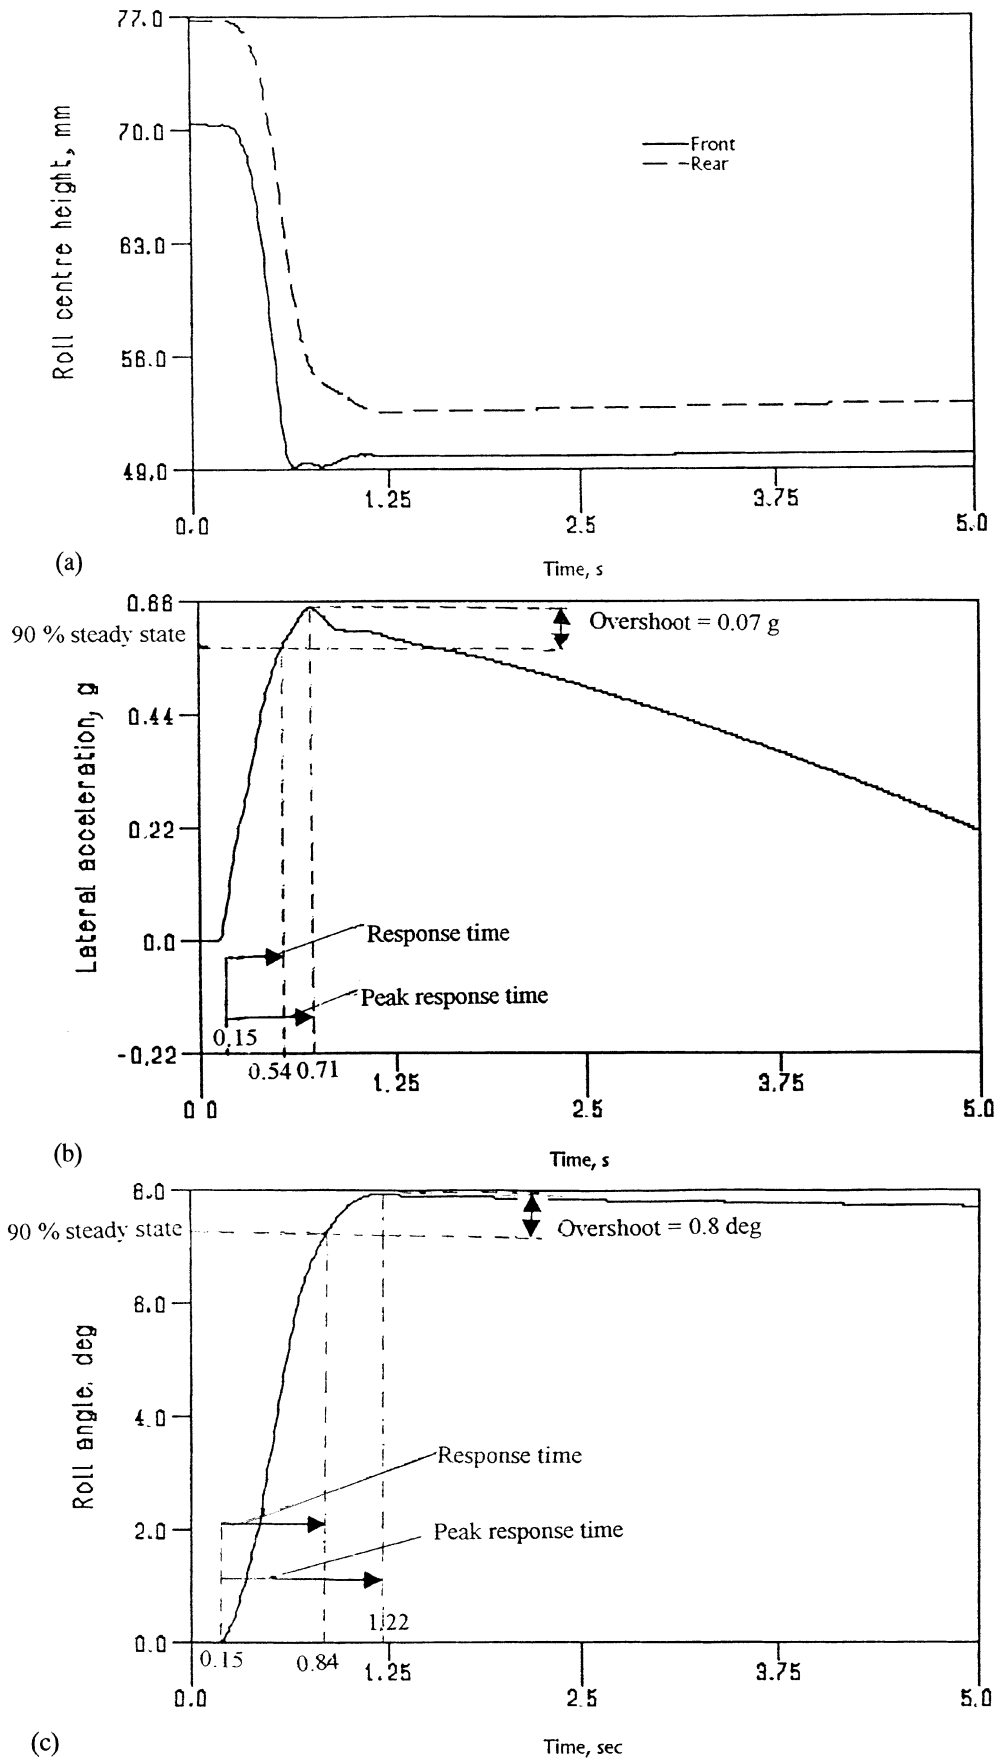 77.0
70.0
63.0
56.0
49.0
Roll centre height, mm
Front
Rear
0.0
1.25
2.5
3.75
5.0
(a)
Time, s
0.66
90 % steady state
0.44
0.22
0.0
-0.22
Lateral acceleration, g
Overshoot = 0.07 g
Response time
Peak response time
0.15
0.54
0.71
0 0
1.25
2.5
3.75
5.0
(b)
Time, s
8.0
90 % steady state
6.0
4.0
2.0
0.0
Roll angle, deg
Overshoot = 0.8 deg
Response time
Peak response time
1.22
0.15
0.84
0.0
1.25
2.5
3.75
5.0
(c)
Time, sec